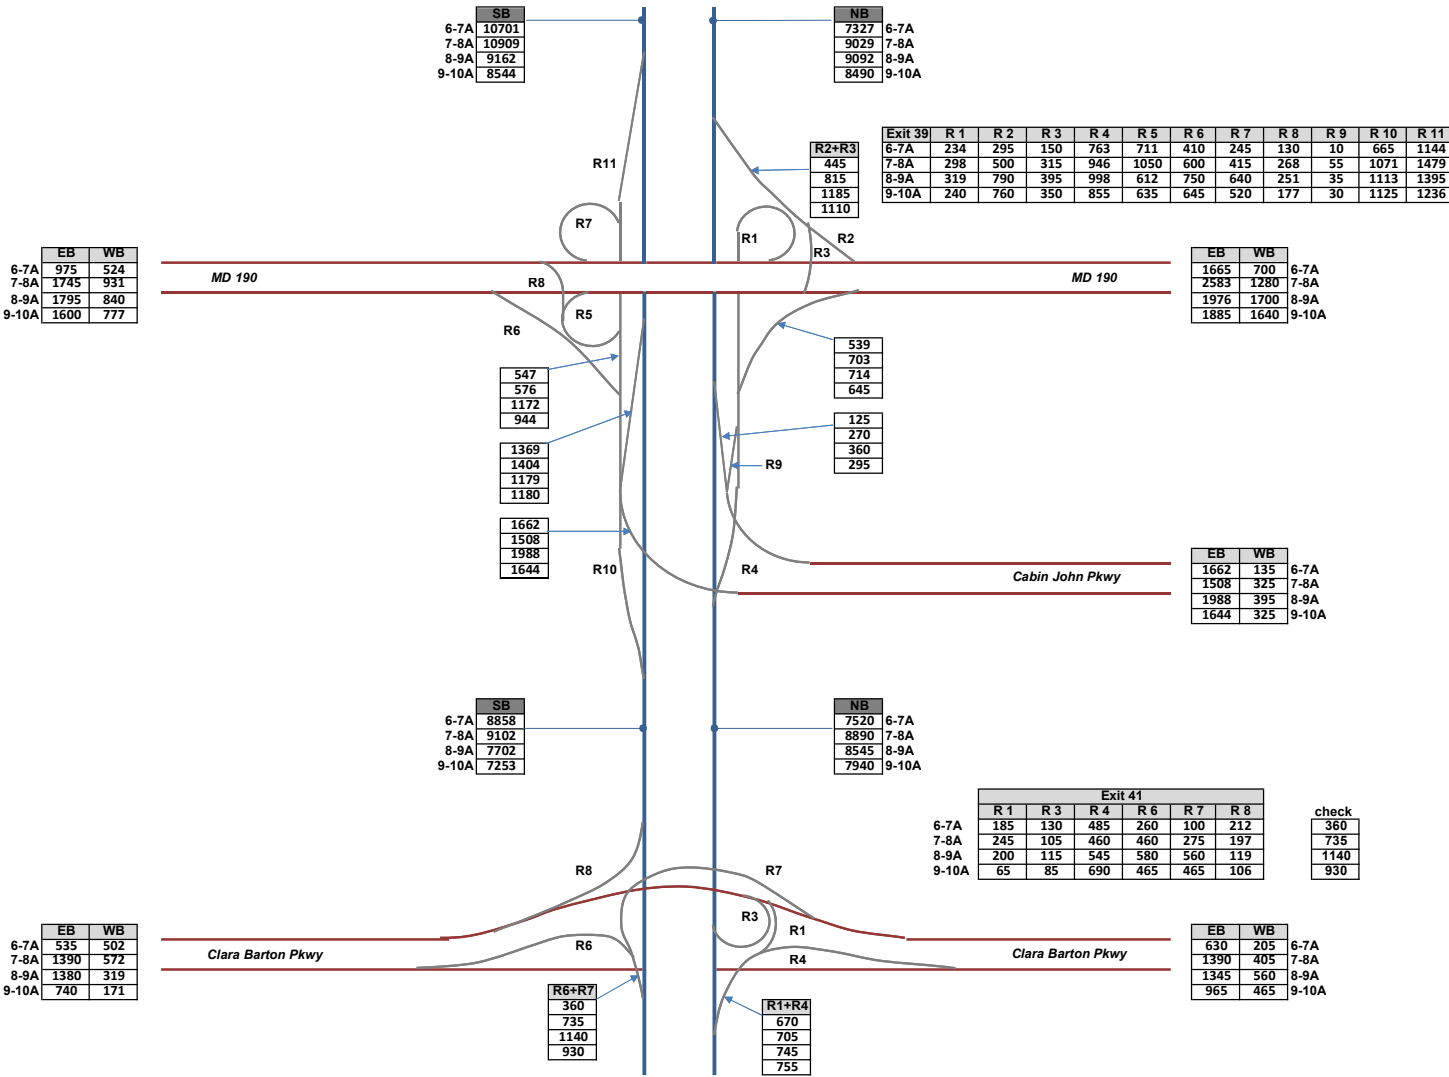 SB
6-7A 10701
7-8A 10909
8-9A 9162
9-10A 8544
NB
7327 6-7A
9029 7-8A
9092 8-9A
8490 9-10A
Exit 39 R 1 R 2 R 3 R 4 R 5 R 6 R 7 R 8 R 9 R 10 R 11
6-7A 234 295 150 763 711 410 245 130 10 665 1144
7-8A 298 500 315 946 1050 600 415 268 55 1071 1479
8-9A 319 790 395 998 612 750 640 251 35 1113 1395
9-10A 240 760 350 855 635 645 520 177 30 1125 1236
R2+R3
445
815
1185
1110
R11
R7
R1
R2
R3
EB WB
6-7A 975 524
7-8A 1745 931
8-9A 1795 840
9-10A 1600 777
MD 190
MD 190
EB WB
1665 700 6-7A
2583 1280 7-8A
1976 1700 8-9A
1885 1640 9-10A
R8
R5
R6
547
576
1172
944
539
703
714
645
1369
1404
1179
1180
125
270
360
295
R9
1662
1508
1988
1644
R10
R4
Cabin John Pkwy
EB WB
1662 135 6-7A
1508 325 7-8A
1988 395 8-9A
1644 325 9-10A
SB
6-7A 8858
7-8A 9102
8-9A 7702
9-10A 7253
NB
7520 6-7A
8890 7-8A
8545 8-9A
7940 9-10A
Exit 41
R 1 R 3 R 4 R 6 R 7 R 8
6-7A 185 130 485 260 100 212
7-8A 245 105 460 460 275 197
8-9A 200 115 545 580 560 119
9-10A 65 85 690 465 465 106
check
360
735
1140
930
R8
R7
R3
R1
R6
R4
EB WB
6-7A 535 502
7-8A 1390 572
8-9A 1380 319
9-10A 740 171
Clara Barton Pkwy
Clara Barton Pkwy
EB WB
630 205 6-7A
1390 405 7-8A
1345 560 8-9A
965 465 9-10A
R6+R7
360
735
1140
930
R1+R4
670
705
745
755